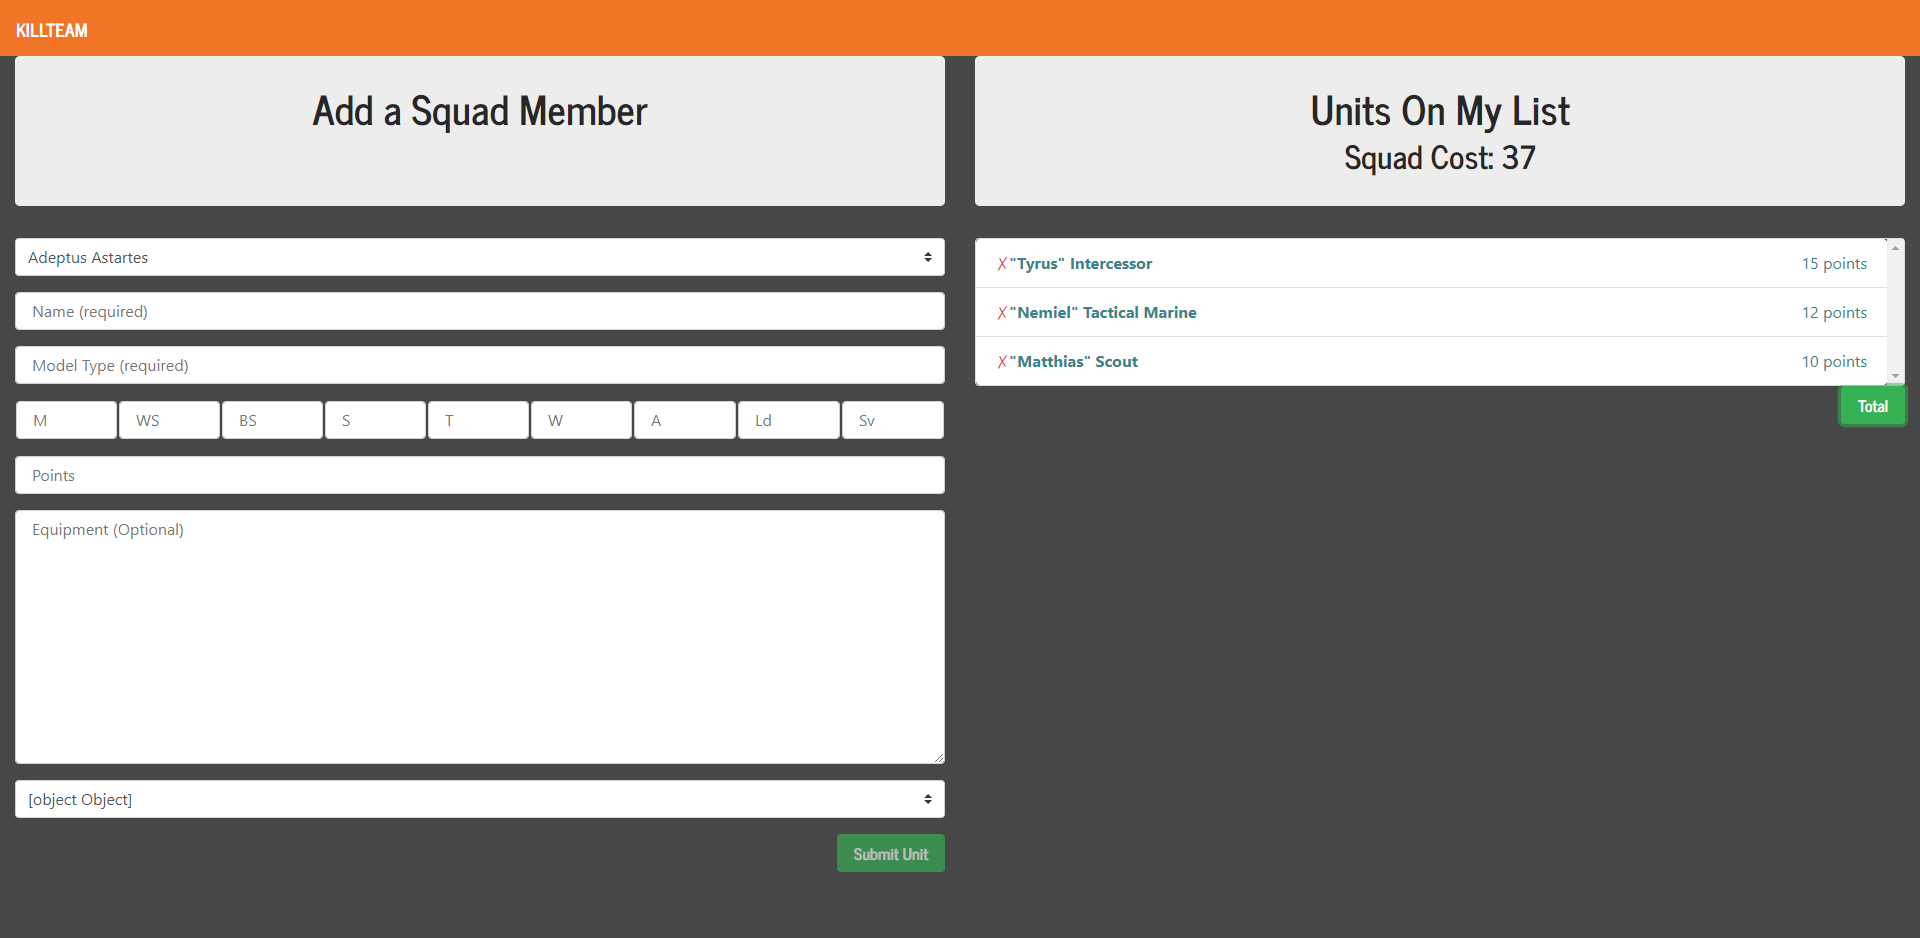 KILLTEAM
Add a Squad Member
Adeptus Astartes
Name (required)
Model Type (required)
M WS BS S T W A Ld Sv
Points
Equipment (Optional)
[object Object]
Submit Unit
Units On My List
Squad Cost: 37
✗ "Tyrus" Intercessor 15 points
✗ "Nemiel" Tactical Marine 12 points
✗ "Matthias" Scout 10 points
Total